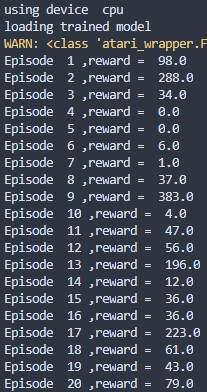 using device  cpu
loading trained model
WARN: <class 'atari_wrapper.F
Episode  1 ,reward =  98.0
Episode  2 ,reward =  288.0
Episode  3 ,reward =  34.0
Episode  4 ,reward =  0.0
Episode  5 ,reward =  0.0
Episode  6 ,reward =  6.0
Episode  7 ,reward =  1.0
Episode  8 ,reward =  37.0
Episode  9 ,reward =  383.0
Episode  10 ,reward =  4.0
Episode  11 ,reward =  47.0
Episode  12 ,reward =  56.0
Episode  13 ,reward =  196.0
Episode  14 ,reward =  12.0
Episode  15 ,reward =  36.0
Episode  16 ,reward =  36.0
Episode  17 ,reward =  223.0
Episode  18 ,reward =  61.0
Episode  19 ,reward =  43.0
Episode  20 ,reward =  79.0